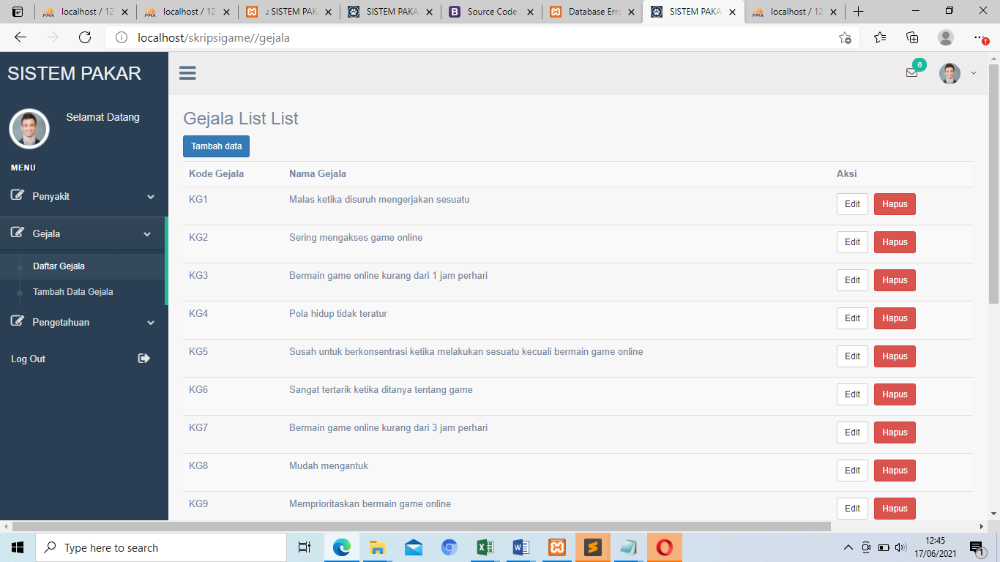 localhost / 12
localhost / 12
.: SISTEM PAK
SISTEM PAKA
Source Code
Database Erro
SISTEM PAKA
localhost / 12
localhost/skripsigame//gejala
SISTEM PAKAR
6
Selamat Datang
MENU
Penyakit
Gejala
Daftar Gejala
Tambah Data Gejala
Pengetahuan
Log Out
Gejala List List
Tambah data
Kode Gejala Nama Gejala Aksi
KG1 Malas ketika disuruh mengerjakan sesuatu Edit Hapus
KG2 Sering mengakses game online Edit Hapus
KG3 Bermain game online kurang dari 1 jam perhari Edit Hapus
KG4 Pola hidup tidak teratur Edit Hapus
KG5 Susah untuk berkonsentrasi ketika melakukan sesuatu kecuali bermain game online Edit Hapus
KG6 Sangat tertarik ketika ditanya tentang game Edit Hapus
KG7 Bermain game online kurang dari 3 jam perhari Edit Hapus
KG8 Mudah mengantuk Edit Hapus
KG9 Memprioritaskan bermain game online Edit Hapus
Type here to search
12:45
17/06/2021
1